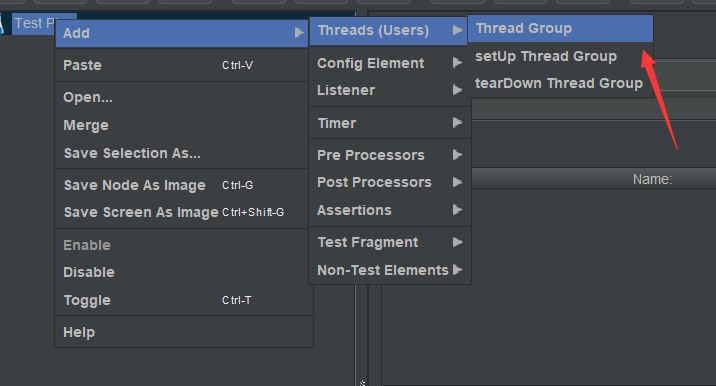 Test P
Add
Paste Ctrl-V
Open...
Merge
Save Selection As...
Save Node As Image Ctrl-G
Save Screen As Image Ctrl+Shift-G
Enable
Disable
Toggle Ctrl-T
Help
Threads (Users)
Config Element
Listener
Timer
Pre Processors
Post Processors
Assertions
Test Fragment
Non-Test Elements
Thread Group
setUp Thread Group
tearDown Thread Group
Name: